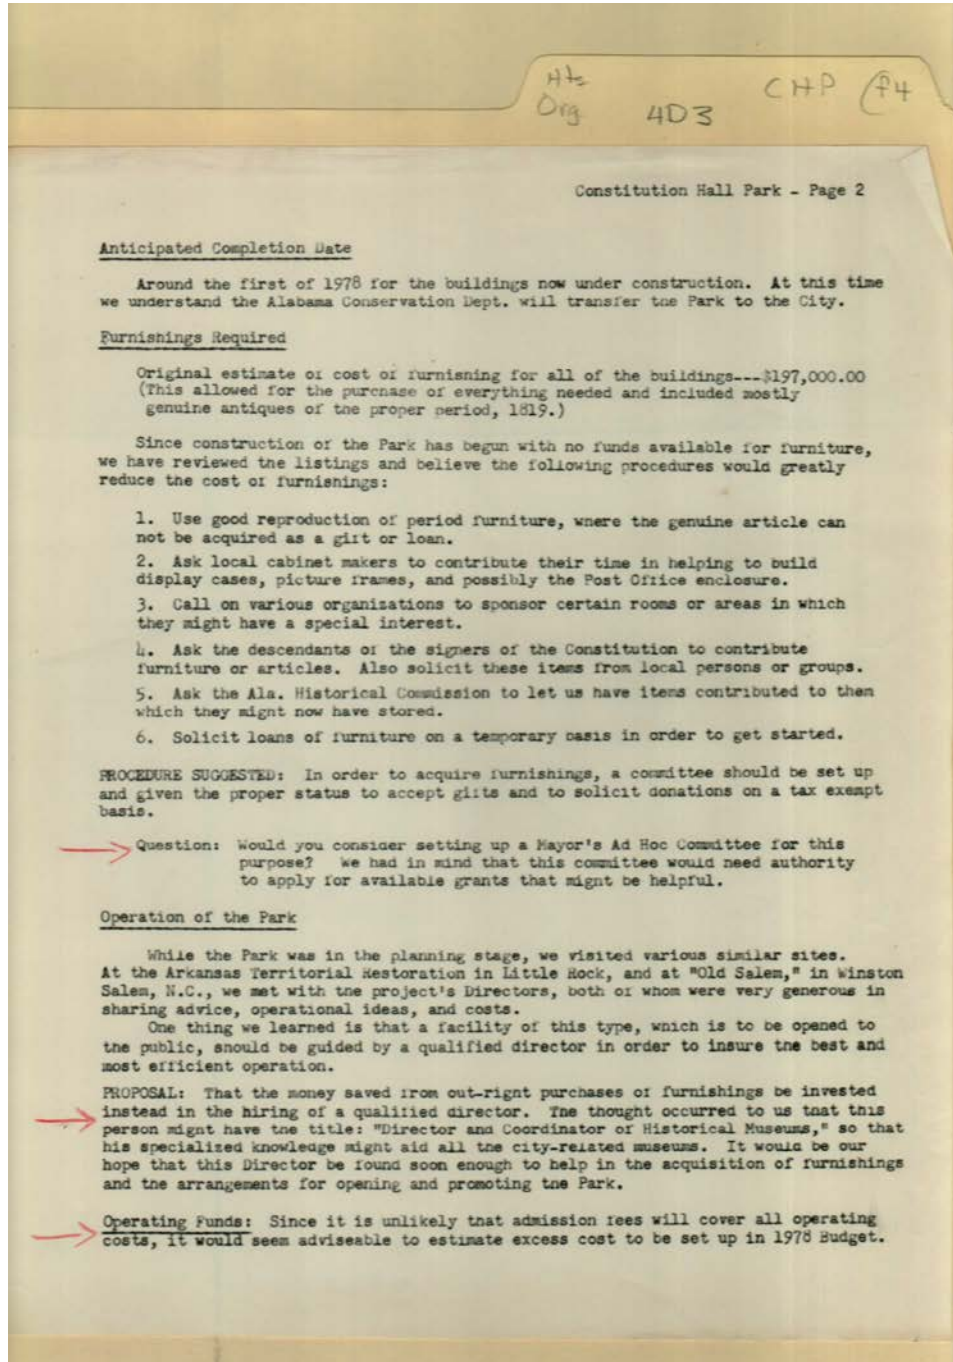 Hts
Org
4D3
CHP
f4
Constitution Hall Park - Page 2
Anticipated Completion Date
Around the first of 1978 for the buildings now under construction. At this time
we understand the Alabama Conservation Dept. will transfer the Park to the City.
Furnishings Required
Original estimate of cost of furnishing for all of the buildings---$197,000.00
(This allowed for the purchase of everything needed and included mostly
genuine antiques of the proper period, 1819.)
Since construction of the Park has begun with no funds available for furniture,
we have reviewed the listings and believe the following procedures would greatly
reduce the cost of furnishings:
1. Use good reproduction of period furniture, where the genuine article can
not be acquired as a gift or loan.
2. Ask local cabinet makers to contribute their time in helping to build
display cases, picture frames, and possibly the Post Office enclosure.
3. Call on various organizations to sponsor certain rooms or areas in which
they might have a special interest.
4. Ask the descendants of the signers of the Constitution to contribute
furniture or articles. Also solicit these items from local persons or groups.
5. Ask the Ala. Historical Commission to let us have items contributed to them
which they might now have stored.
6. Solicit loans of furniture on a temporary basis in order to get started.
PROCEDURE SUGGESTED: In order to acquire furnishings, a committee should be set up
and given the proper status to accept gifts and to solicit donations on a tax exempt
basis.
Question: Would you consider setting up a Mayor's Ad Hoc Committee for this
purpose? We had in mind that this committee would need authority
to apply for available grants that might be helpful.
Operation of the Park
While the Park was in the planning stage, we visited various similar sites.
At the Arkansas Territorial Restoration in Little Rock, and at "Old Salem," in Winston
Salem, N.C., we met with the project's Directors, both of whom were very generous in
sharing advice, operational ideas, and costs.
One thing we learned is that a facility of this type, which is to be opened to
the public, should be guided by a qualified director in order to insure the best and
most efficient operation.
PROPOSAL: That the money saved from out-right purchases of furnishings be invested
instead in the hiring of a qualified director. The thought occurred to us that this
person might have the title: "Director and Coordinator of Historical Museums," so that
his specialized knowledge might aid all the city-related museums. It would be our
hope that this Director be found soon enough to help in the acquisition of furnishings
and the arrangements for opening and promoting the Park.
Operating Funds: Since it is unlikely that admission fees will cover all operating
costs, it would seem adviseable to estimate excess cost to be set up in 1978 Budget.